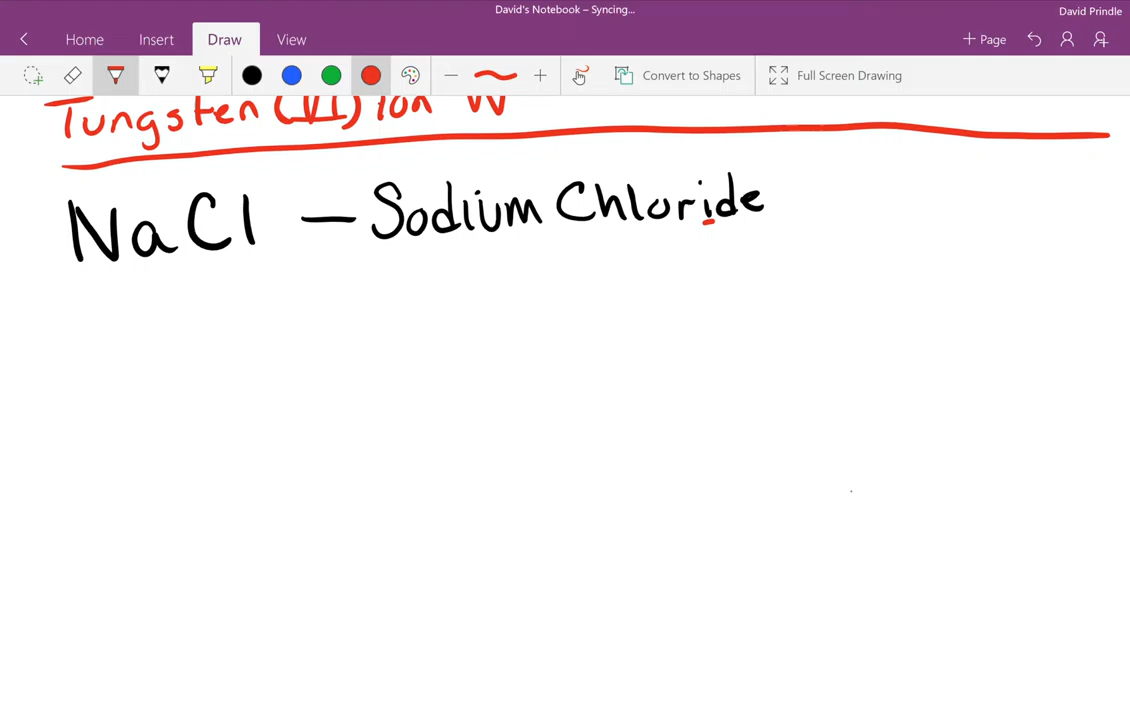 David's Notebook – Syncing...
David Prindle
Home Insert Draw View
Page
Convert to Shapes Full Screen Drawing
Tungsten (VI) ion W
NaCl — Sodium Chloride